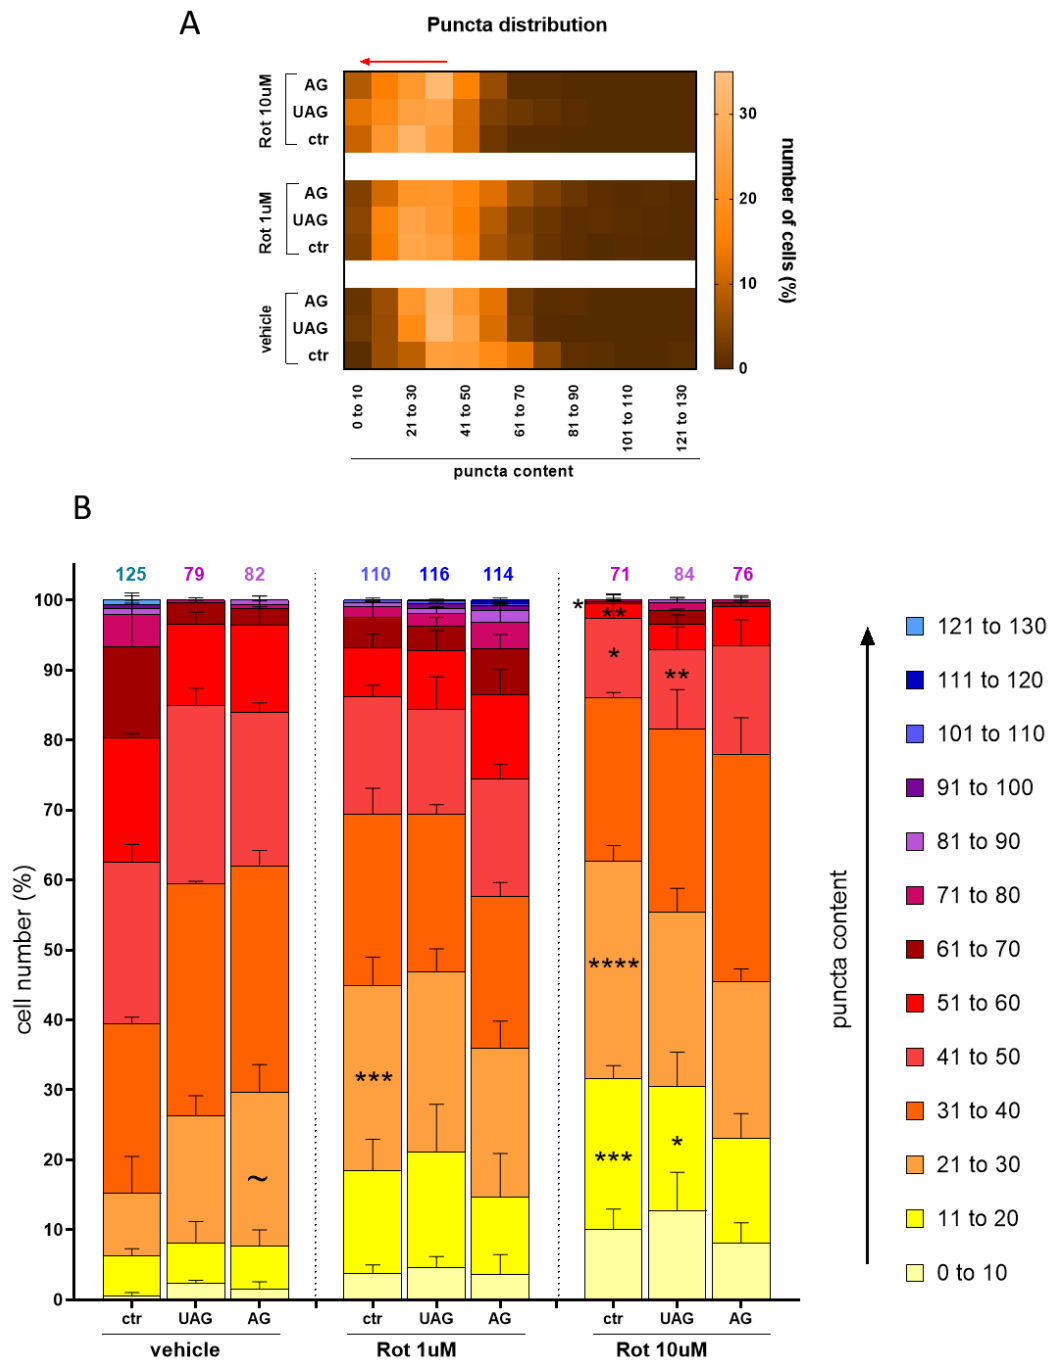 A
Puncta distribution
Rot 10uM
AG
UAG
ctr
Rot 1uM
AG
UAG
ctr
vehicle
AG
UAG
ctr
30
20
10
0
number of cells (%)
0 to 10
21 to 30
41 to 50
61 to 70
81 to 90
101 to 110
121 to 130
puncta content
B
125 79 82 110 116 114 71 84 76
100
90
80
70
60
50
40
30
20
10
0
cell number (%)
* **
*
**
****
***
~
***
*
ctr UAG AG ctr UAG AG ctr UAG AG
vehicle Rot 1uM Rot 10uM
puncta content
121 to 130
111 to 120
101 to 110
91 to 100
81 to 90
71 to 80
61 to 70
51 to 60
41 to 50
31 to 40
21 to 30
11 to 20
0 to 10